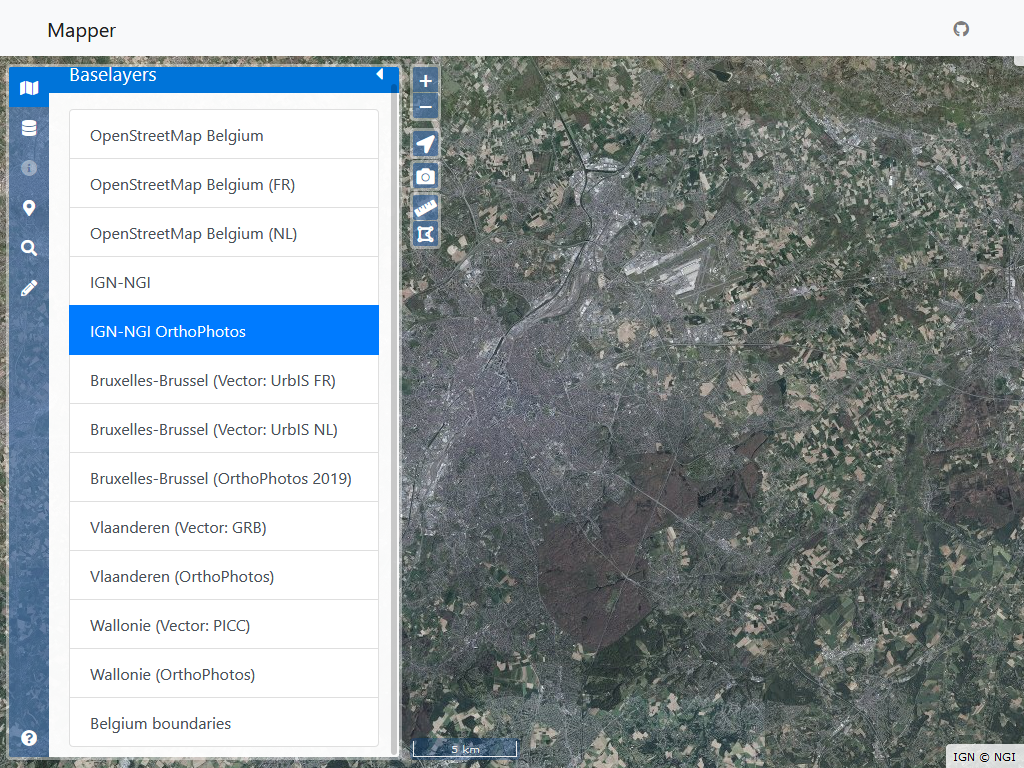 Mapper
Baselayers
OpenStreetMap Belgium
OpenStreetMap Belgium (FR)
OpenStreetMap Belgium (NL)
IGN-NGI
IGN-NGI OrthoPhotos
Bruxelles-Brussel (Vector: UrbIS FR)
Bruxelles-Brussel (Vector: UrbIS NL)
Bruxelles-Brussel (OrthoPhotos 2019)
Vlaanderen (Vector: GRB)
Vlaanderen (OrthoPhotos)
Wallonie (Vector: PICC)
Wallonie (OrthoPhotos)
Belgium boundaries
5 km
IGN © NGI